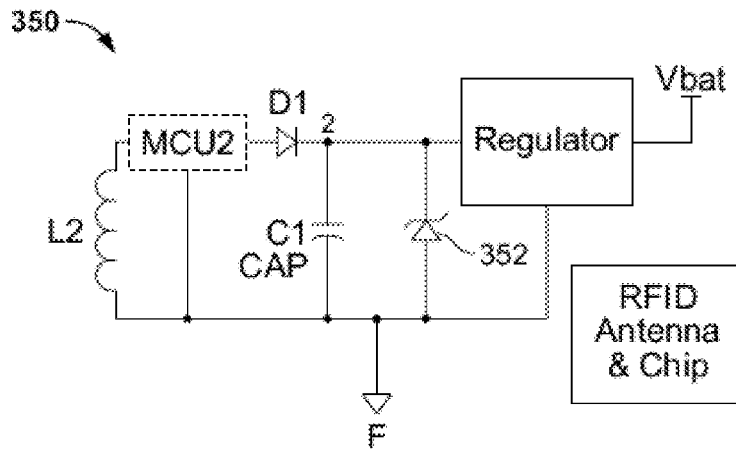 350
Vbat
D1
2
MCU2
Regulator
L2
C1
CAP
352
RFID
Antenna
& Chip
F